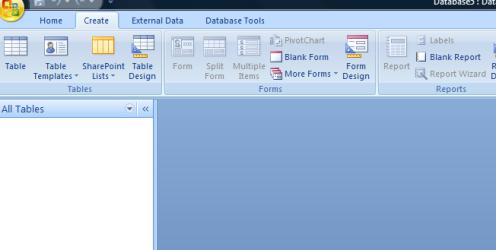 Database5 : Dat
Home Create External Data Database Tools
Table Table Templates SharePoint Lists Table Design
Form Split Form Multiple Items PivotChart Blank Form More Forms Form Design
Report Labels Blank Report Report Wizard
Tables Forms Reports
All Tables